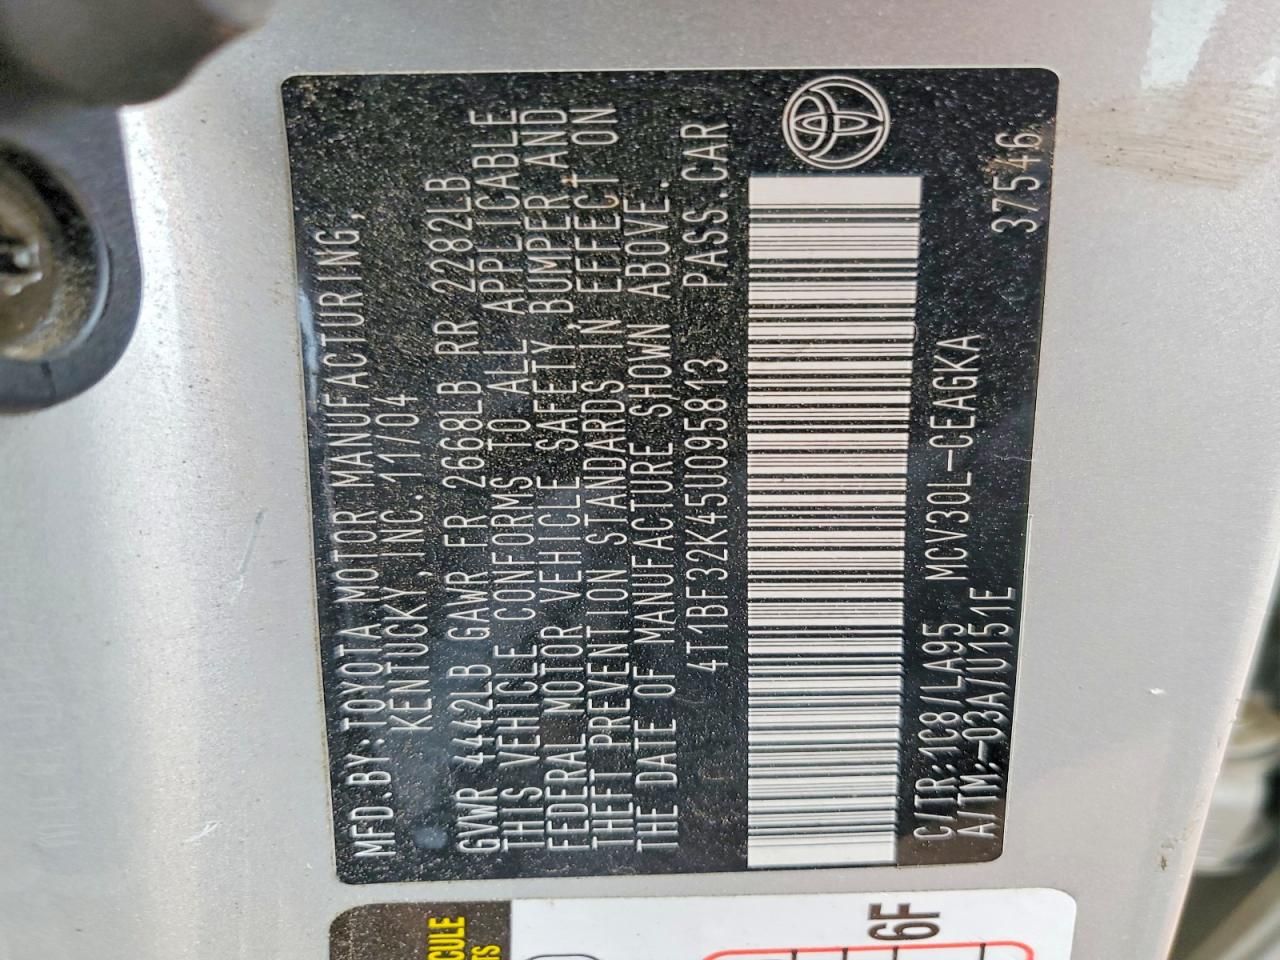 MFD.BY:TOYOTA MOTOR MANUFACTURING,
KENTUCKY,INC. 11/04
GVWR 4442LB GAWR FR 2668LB RR 2282LB
THIS VEHICLE CONFORMS TO ALL APPLICABLE
FEDERAL MOTOR VEHICLE SAFETY, BUMPER AND
THEFT PREVENTION STANDARDS IN EFFECT ON
THE DATE OF MANUFACTURE SHOWN ABOVE.
4T1BF32K45U095813 PASS.CAR
C/TR:1C8/LA95 MCV30L-CEAGKA
A/TM:-03A/U151E 37546
6F